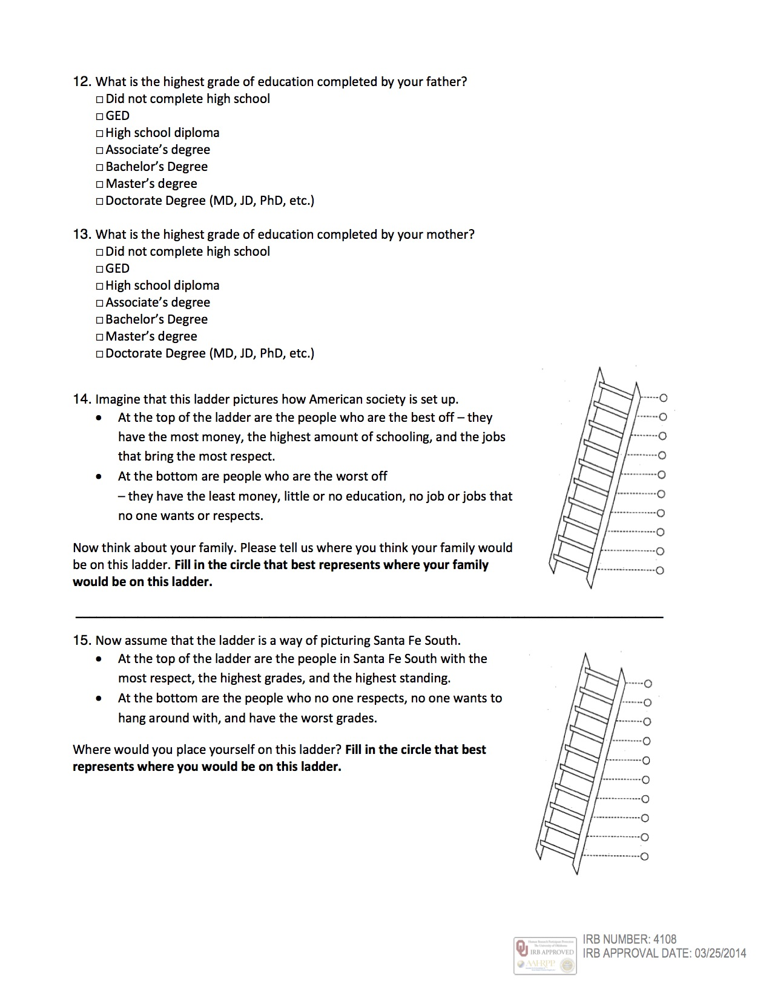 12. What is the highest grade of education completed by your father?
□ Did not complete high school
□ GED
□ High school diploma
□ Associate’s degree
□ Bachelor’s Degree
□ Master’s degree
□ Doctorate Degree (MD, JD, PhD, etc.)
13. What is the highest grade of education completed by your mother?
□ Did not complete high school
□ GED
□ High school diploma
□ Associate’s degree
□ Bachelor’s Degree
□ Master’s degree
□ Doctorate Degree (MD, JD, PhD, etc.)
14. Imagine that this ladder pictures how American society is set up.
• At the top of the ladder are the people who are the best off – they
have the most money, the highest amount of schooling, and the jobs
that bring the most respect.
• At the bottom are people who are the worst off
– they have the least money, little or no education, no job or jobs that
no one wants or respects.
Now think about your family. Please tell us where you think your family would
be on this ladder. Fill in the circle that best represents where your family
would be on this ladder.
15. Now assume that the ladder is a way of picturing Santa Fe South.
• At the top of the ladder are the people in Santa Fe South with the
most respect, the highest grades, and the highest standing.
• At the bottom are the people who no one respects, no one wants to
hang around with, and have the worst grades.
Where would you place yourself on this ladder? Fill in the circle that best
represents where you would be on this ladder.
Human Research Participant Protection
The University of Oklahoma
IRB APPROVED
AAHRPP
IRB NUMBER: 4108
IRB APPROVAL DATE: 03/25/2014